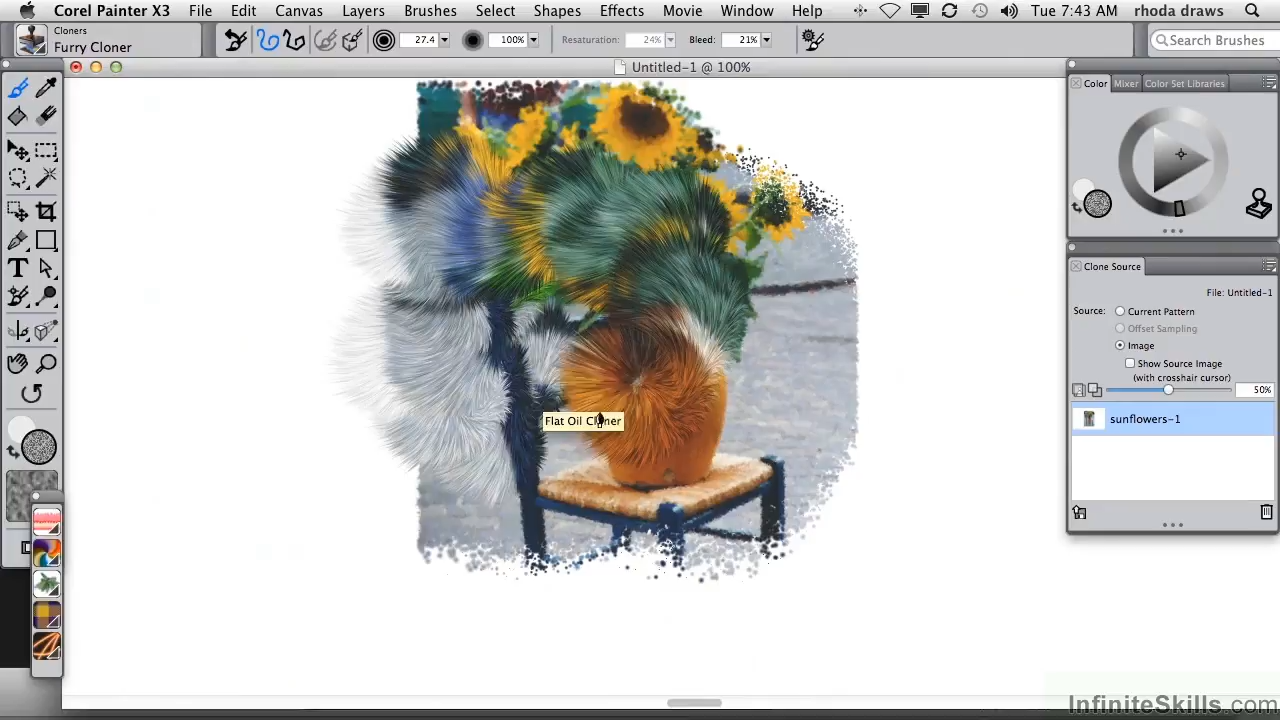 Corel Painter X3 File Edit Canvas Layers Brushes Select Shapes Effects Movie Window Help Tue 7:43 AM rhoda draws
Cloners
Furry Cloner
27.4 100% Resaturation: 24% Bleed: 21% Search Brushes
Untitled-1 @ 100%
Color Mixer Color Set Libraries
Clone Source
File: Untitled-1
Source: Current Pattern
Offset Sampling
Image
Show Source Image
(with crosshair cursor)
50%
sunflowers-1
T
Flat Oil Cloner
InfiniteSkills.com